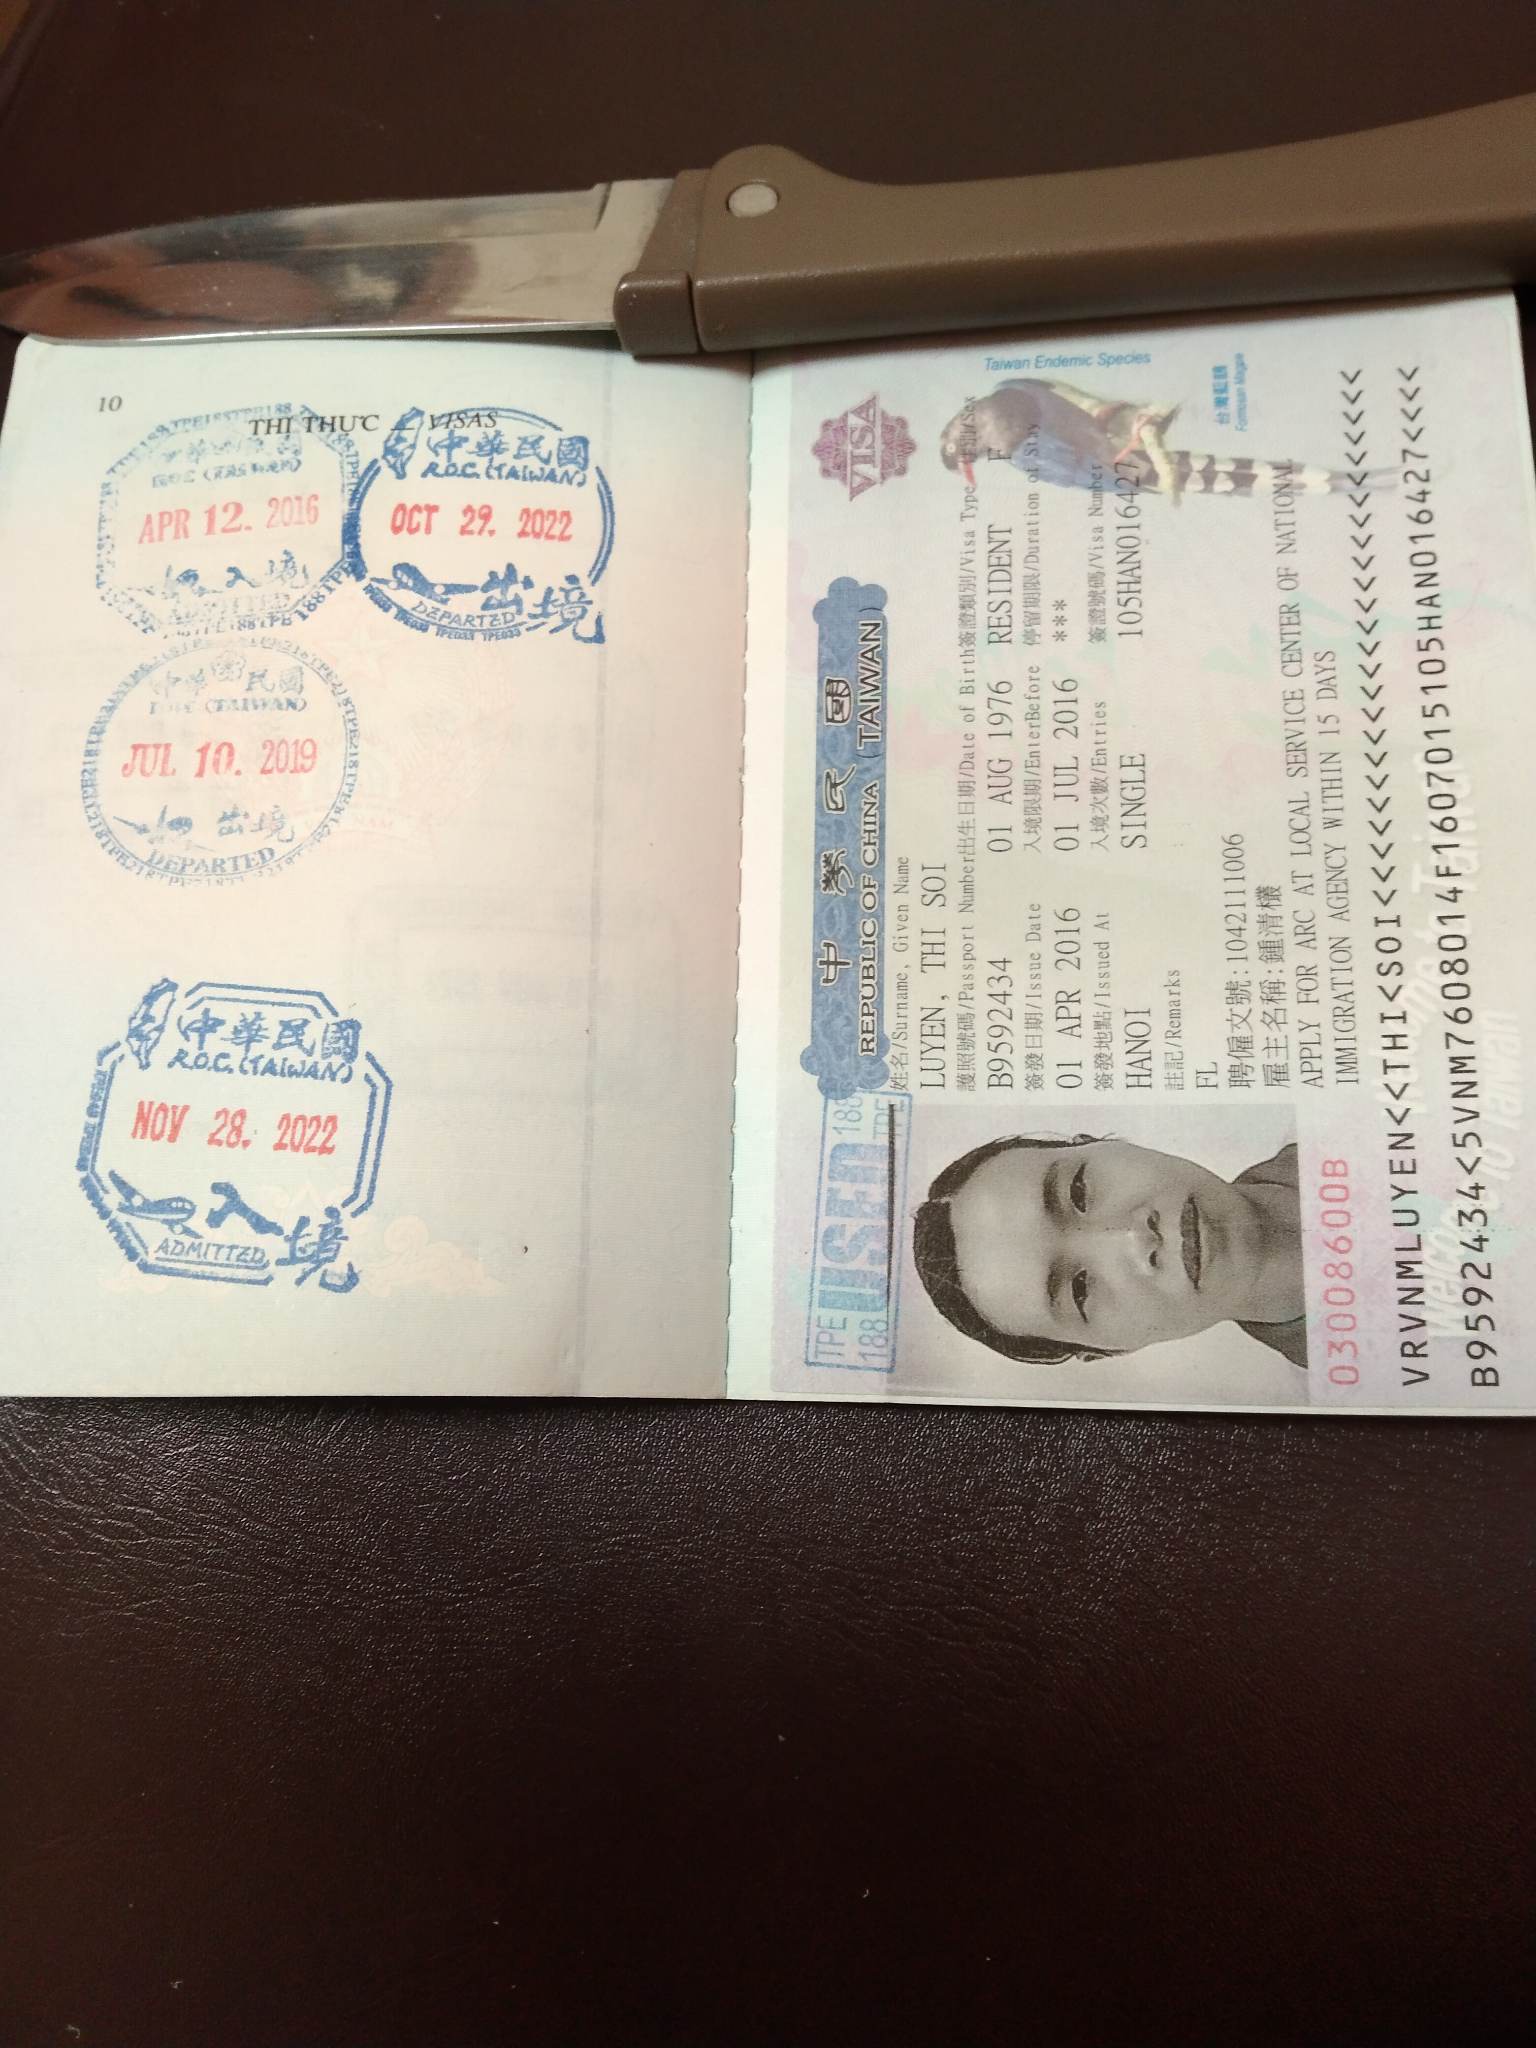 10
THỊ THỰC / VISAS
中華民國
R.O.C. (TAIWAN)
APR 12. 2016
入境
中華民國
R.O.C. (TAIWAN)
OCT 29. 2022
DEPARTED
出境
中華民國
(TAIWAN)
JUL 10. 2019
出境
DEPARTED
中華民國
R.O.C. (TAIWAN)
NOV 28. 2022
ADMITTED
入境
TPE USED 188
188 TPE
中華民國
REPUBLIC OF CHINA (TAIWAN)
VISA
姓名/Surname, Given Name
LUYEN, THI SOI
護照號碼/Passport Number 出生日期/Date of Birth 簽證類別/Visa Type 性別/Sex
B9592434 01 AUG 1976 RESIDENT F
簽發日期/Issue Date 入境限期/EnterBefore 停留期限/Duration of Stay
01 APR 2016 01 JUL 2016 ***
簽發地點/Issued At 入境次數/Entries 簽證號碼/Visa Number
HANOI SINGLE 105HAN016427
註記/Remarks
FL
聘僱文號:1042111006
雇主名稱:鍾清欉
APPLY FOR ARC AT LOCAL SERVICE CENTER OF NATIONAL
IMMIGRATION AGENCY WITHIN 15 DAYS
Taiwan Endemic Species
台灣藍鵲
Formosan Magpie
03008600B
VRVNMLUYEN<<THI<SOI<<<<<<<<<<<<<<<<<<<<<<<<<
B9592434<5VNM7608014F1607015105HAN016427<<<<
Welcome to Taiwan
Welcome to Taiwan